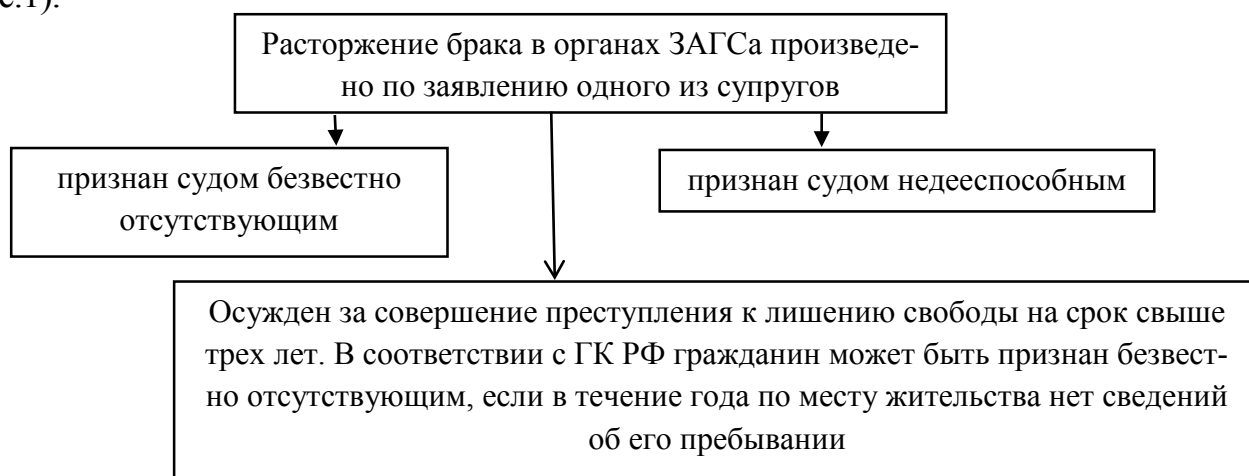 с.1).
Расторжение брака в органах ЗАГСа произведе-
но по заявлению одного из супругов
признан судом безвестно
отсутствующим
признан судом недееспособным
Осужден за совершение преступления к лишению свободы на срок свыше
трех лет. В соответствии с ГК РФ гражданин может быть признан безвест-
но отсутствующим, если в течение года по месту жительства нет сведений
об его пребывании